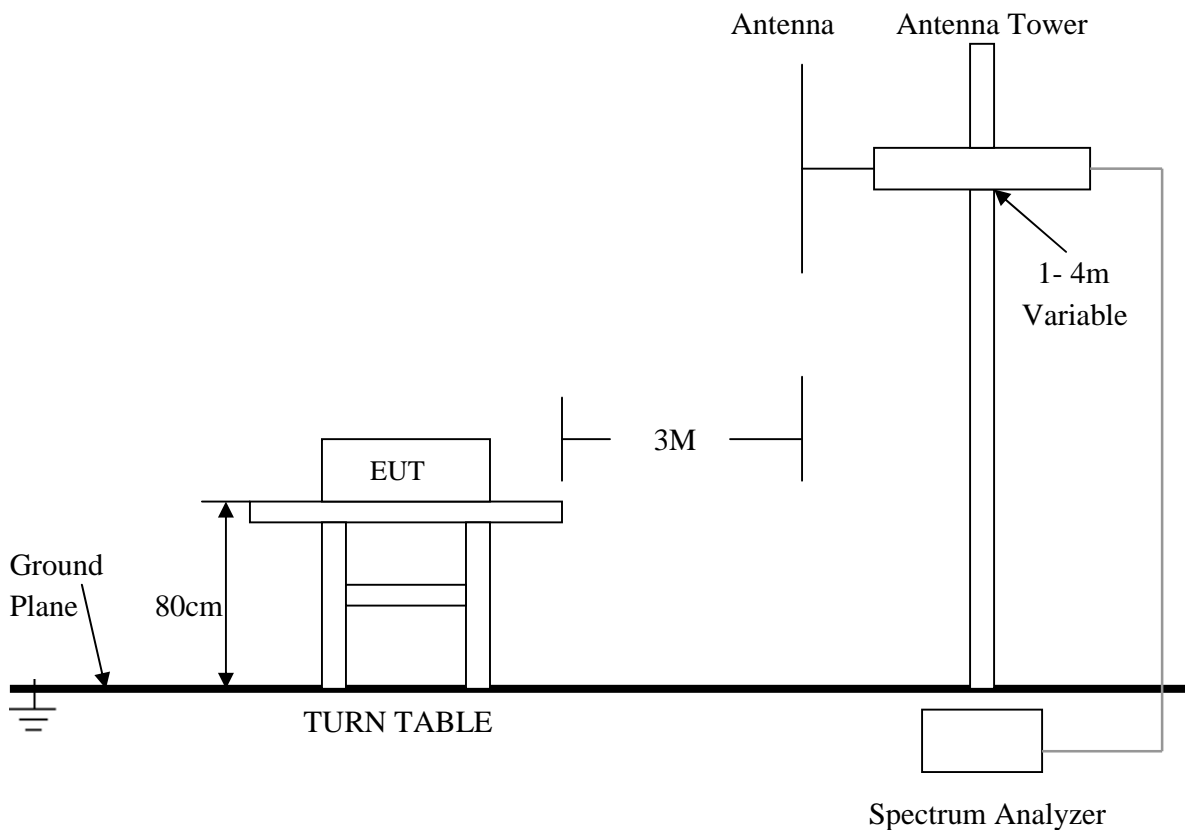 Antenna
Antenna Tower
1- 4m
Variable
3M
EUT
Ground
Plane
80cm
TURN TABLE
Spectrum Analyzer